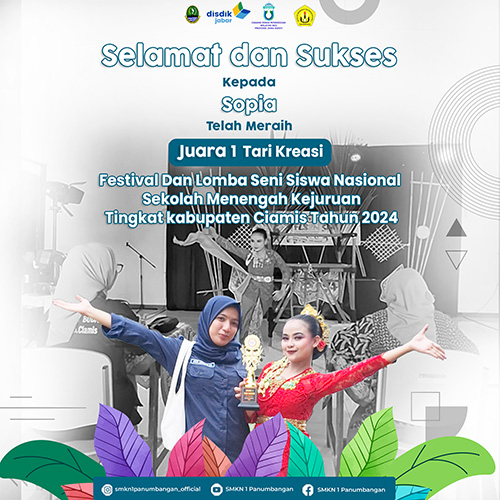 disdik
jabar
Selamat dan Sukses
Kepada
Sopia
Telah Meraih
Juara 1 Tari Kreasi
Festival Dan Lomba Seni Siswa Nasional
Sekolah Menengah Kejuruan
Tingkat kabupaten Ciamis Tahun 2024
smkn1panumbangan_official
SMKN 1 Panumbangan
SMKN 1 Panumbangan